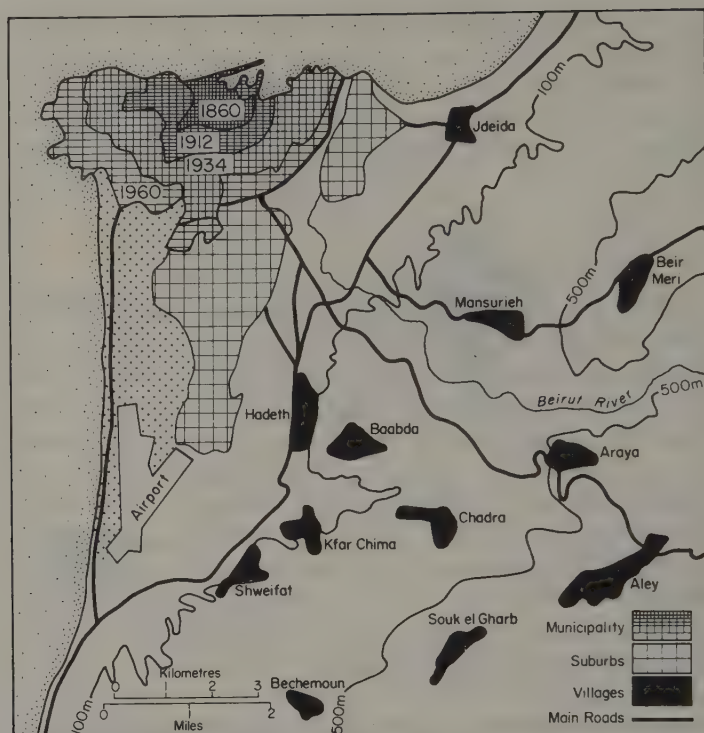 1860
1912
1934
1960
Jdeida
100m
Beir
Meri
500m
Mansurieh
Beirut River
500m
Hadeth
Baabda
Araya
Airport
Kfar Chima
Chadra
Shweifat
Aley
Souk el Gharb
Bechemoun
100m
500m
Kilometres
0 1 2 3
0 2
Miles
Municipality
Suburbs
Villages
Main Roads